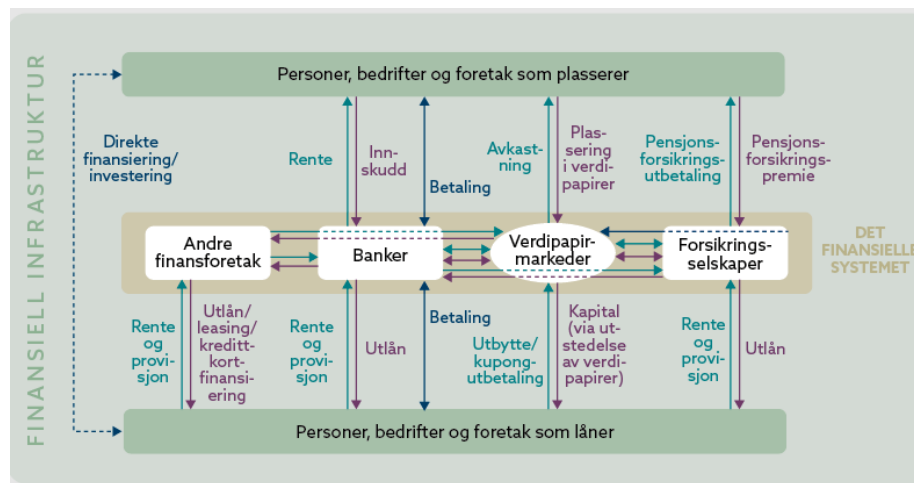 FINANSIELL INFRASTRUKTUR
Personer, bedrifter og foretak som plasserer
Direkte
finansiering/
investering
Rente
Inn-
skudd
Betaling
Avkast-
ning
Plas-
sering
i verdi-
papirer
Pensjons-
forsikrings-
utbetaling
Pensjons-
forsikrings-
premie
Andre
finansforetak
Banker
Verdipapir-
markeder
Forsikrings-
selskaper
DET
FINANSIELLE
SYSTEMET
Rente
og
provi-
sjon
Utlån/
leasing/
kreditt-
kort-
finansi-
ering
Rente
og
provi-
sjon
Utlån
Betaling
Utbytte/
kupong-
utbetaling
Kapital
(via ut-
stedelse
av verdi-
papirer)
Rente
og
provi-
sjon
Utlån
Personer, bedrifter og foretak som låner